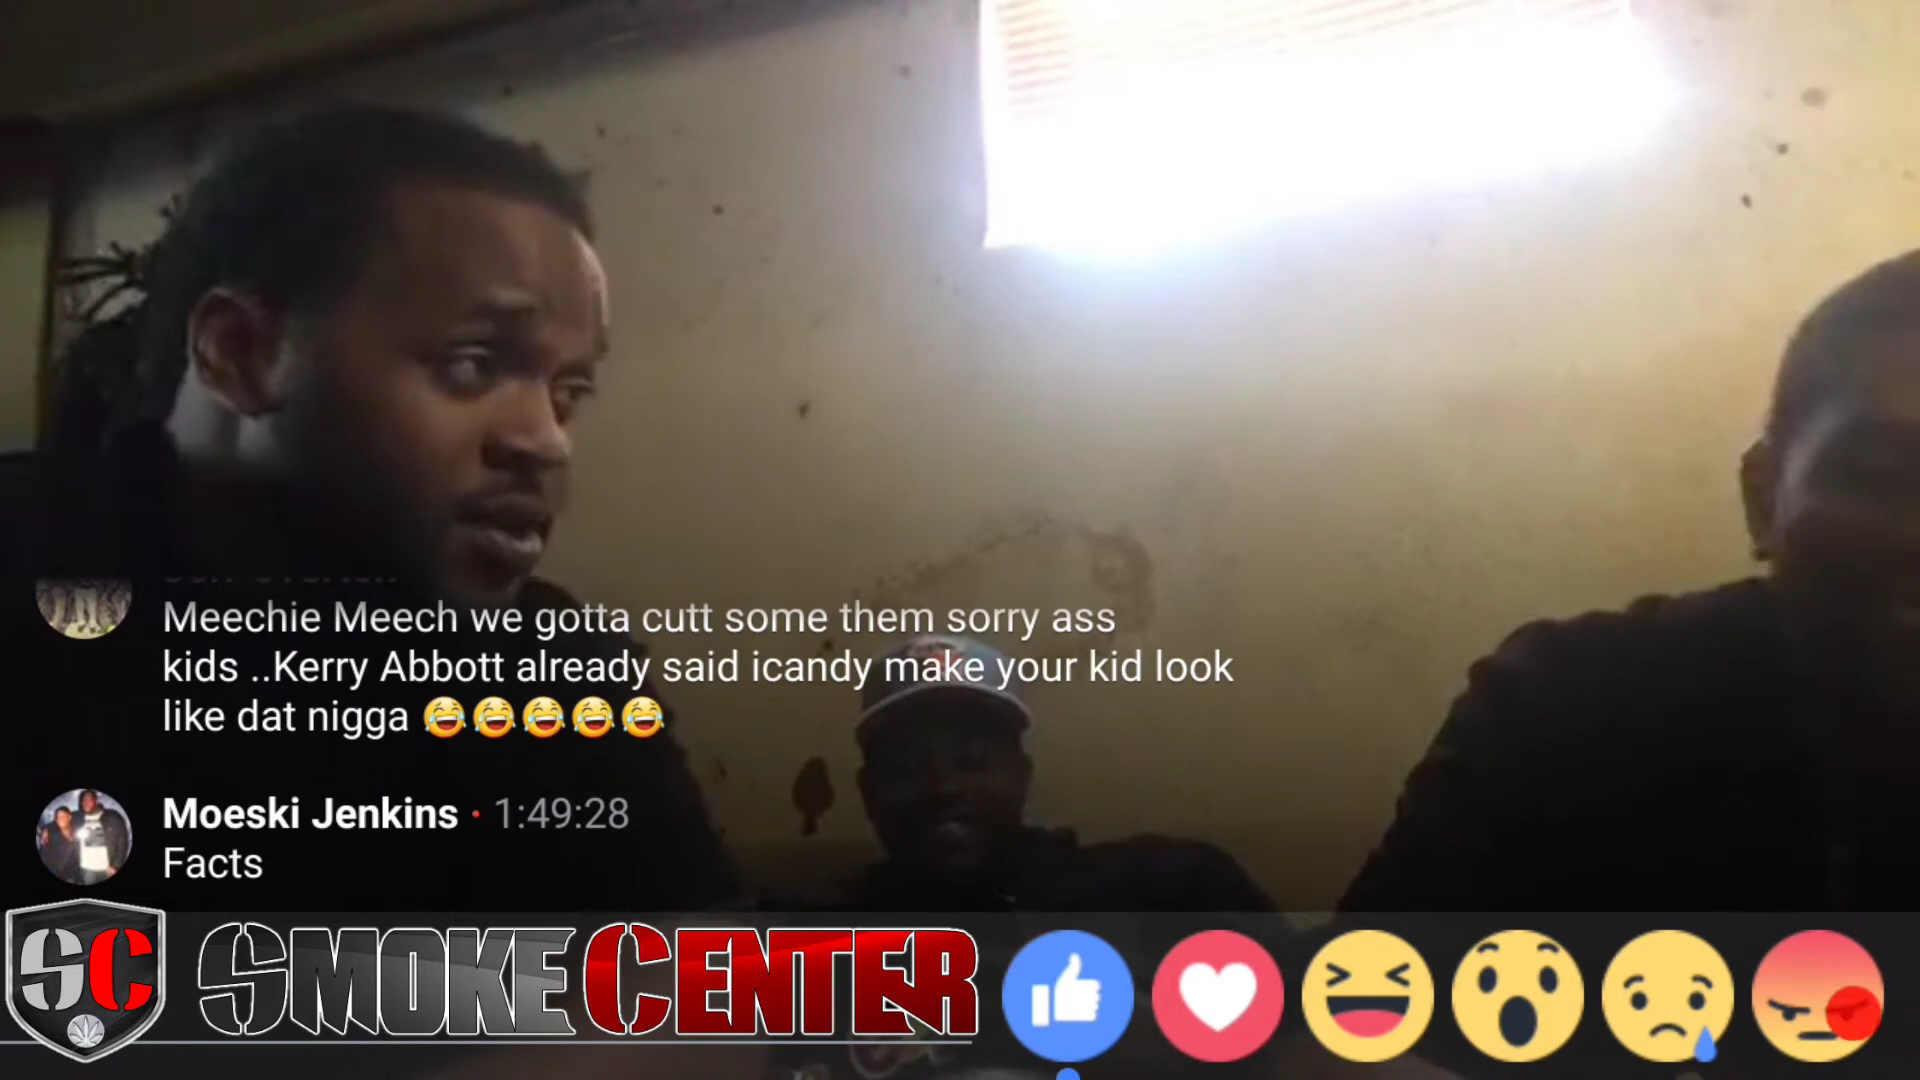 Meechie Meech we gotta cutt some them sorry ass
kids ..Kerry Abbott already said icandy make your kid look
like dat nigga 😂😂😂😂😂
Moeski Jenkins • 1:49:28
Facts
SC SMOKE CENTER